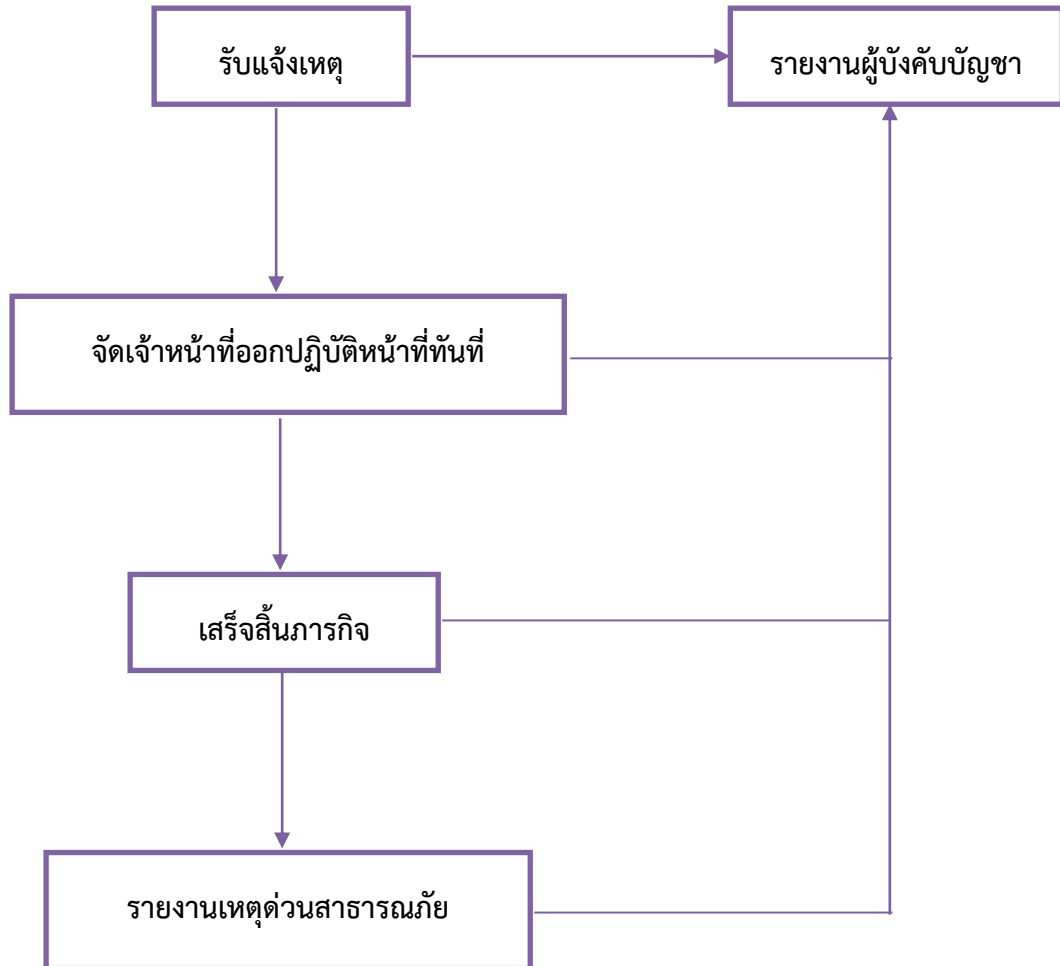 รับแจ้งเหตุ
รายงานผู้บังคับบัญชา
จัดเจ้าหน้าที่ออกปฏิบัติหน้าที่ทันที่
เสร็จสิ้นภารกิจ
รายงานเหตุด่วนสาธารณภัย